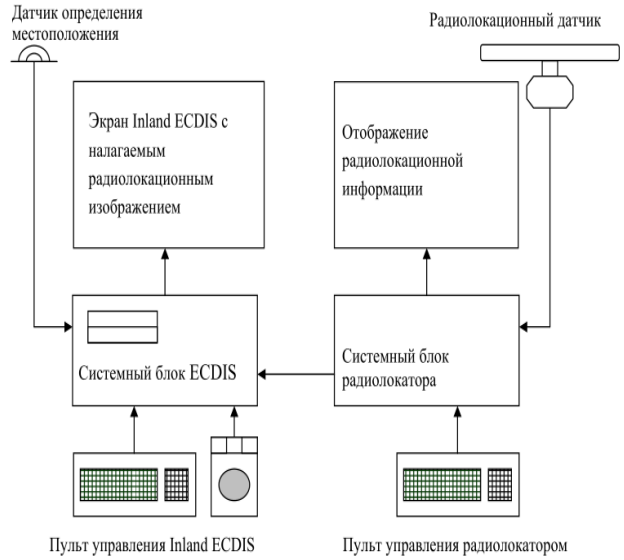 Датчик определения
местоположения
Радиолокационный датчик
Экран Inland ECDIS с
налагаемым
радиолокационным
изображением
Отображение
радиолокационной
информации
Системный блок ECDIS
Системный блок
радиолокатора
Пульт управления Inland ECDIS
Пульт управления радиолокатором